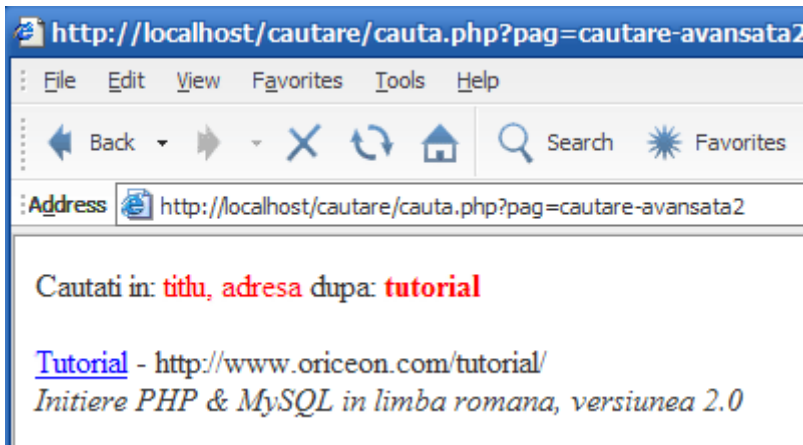 http://localhost/cautare/cauta.php?pag=cautare-avansata2
File Edit View Favorites Tools Help
Back Search Favorites
Address http://localhost/cautare/cauta.php?pag=cautare-avansata2
Cautati in: titlu, adresa dupa: tutorial
Tutorial - http://www.oriceon.com/tutorial/
Initiere PHP & MySQL in limba romana, versiunea 2.0